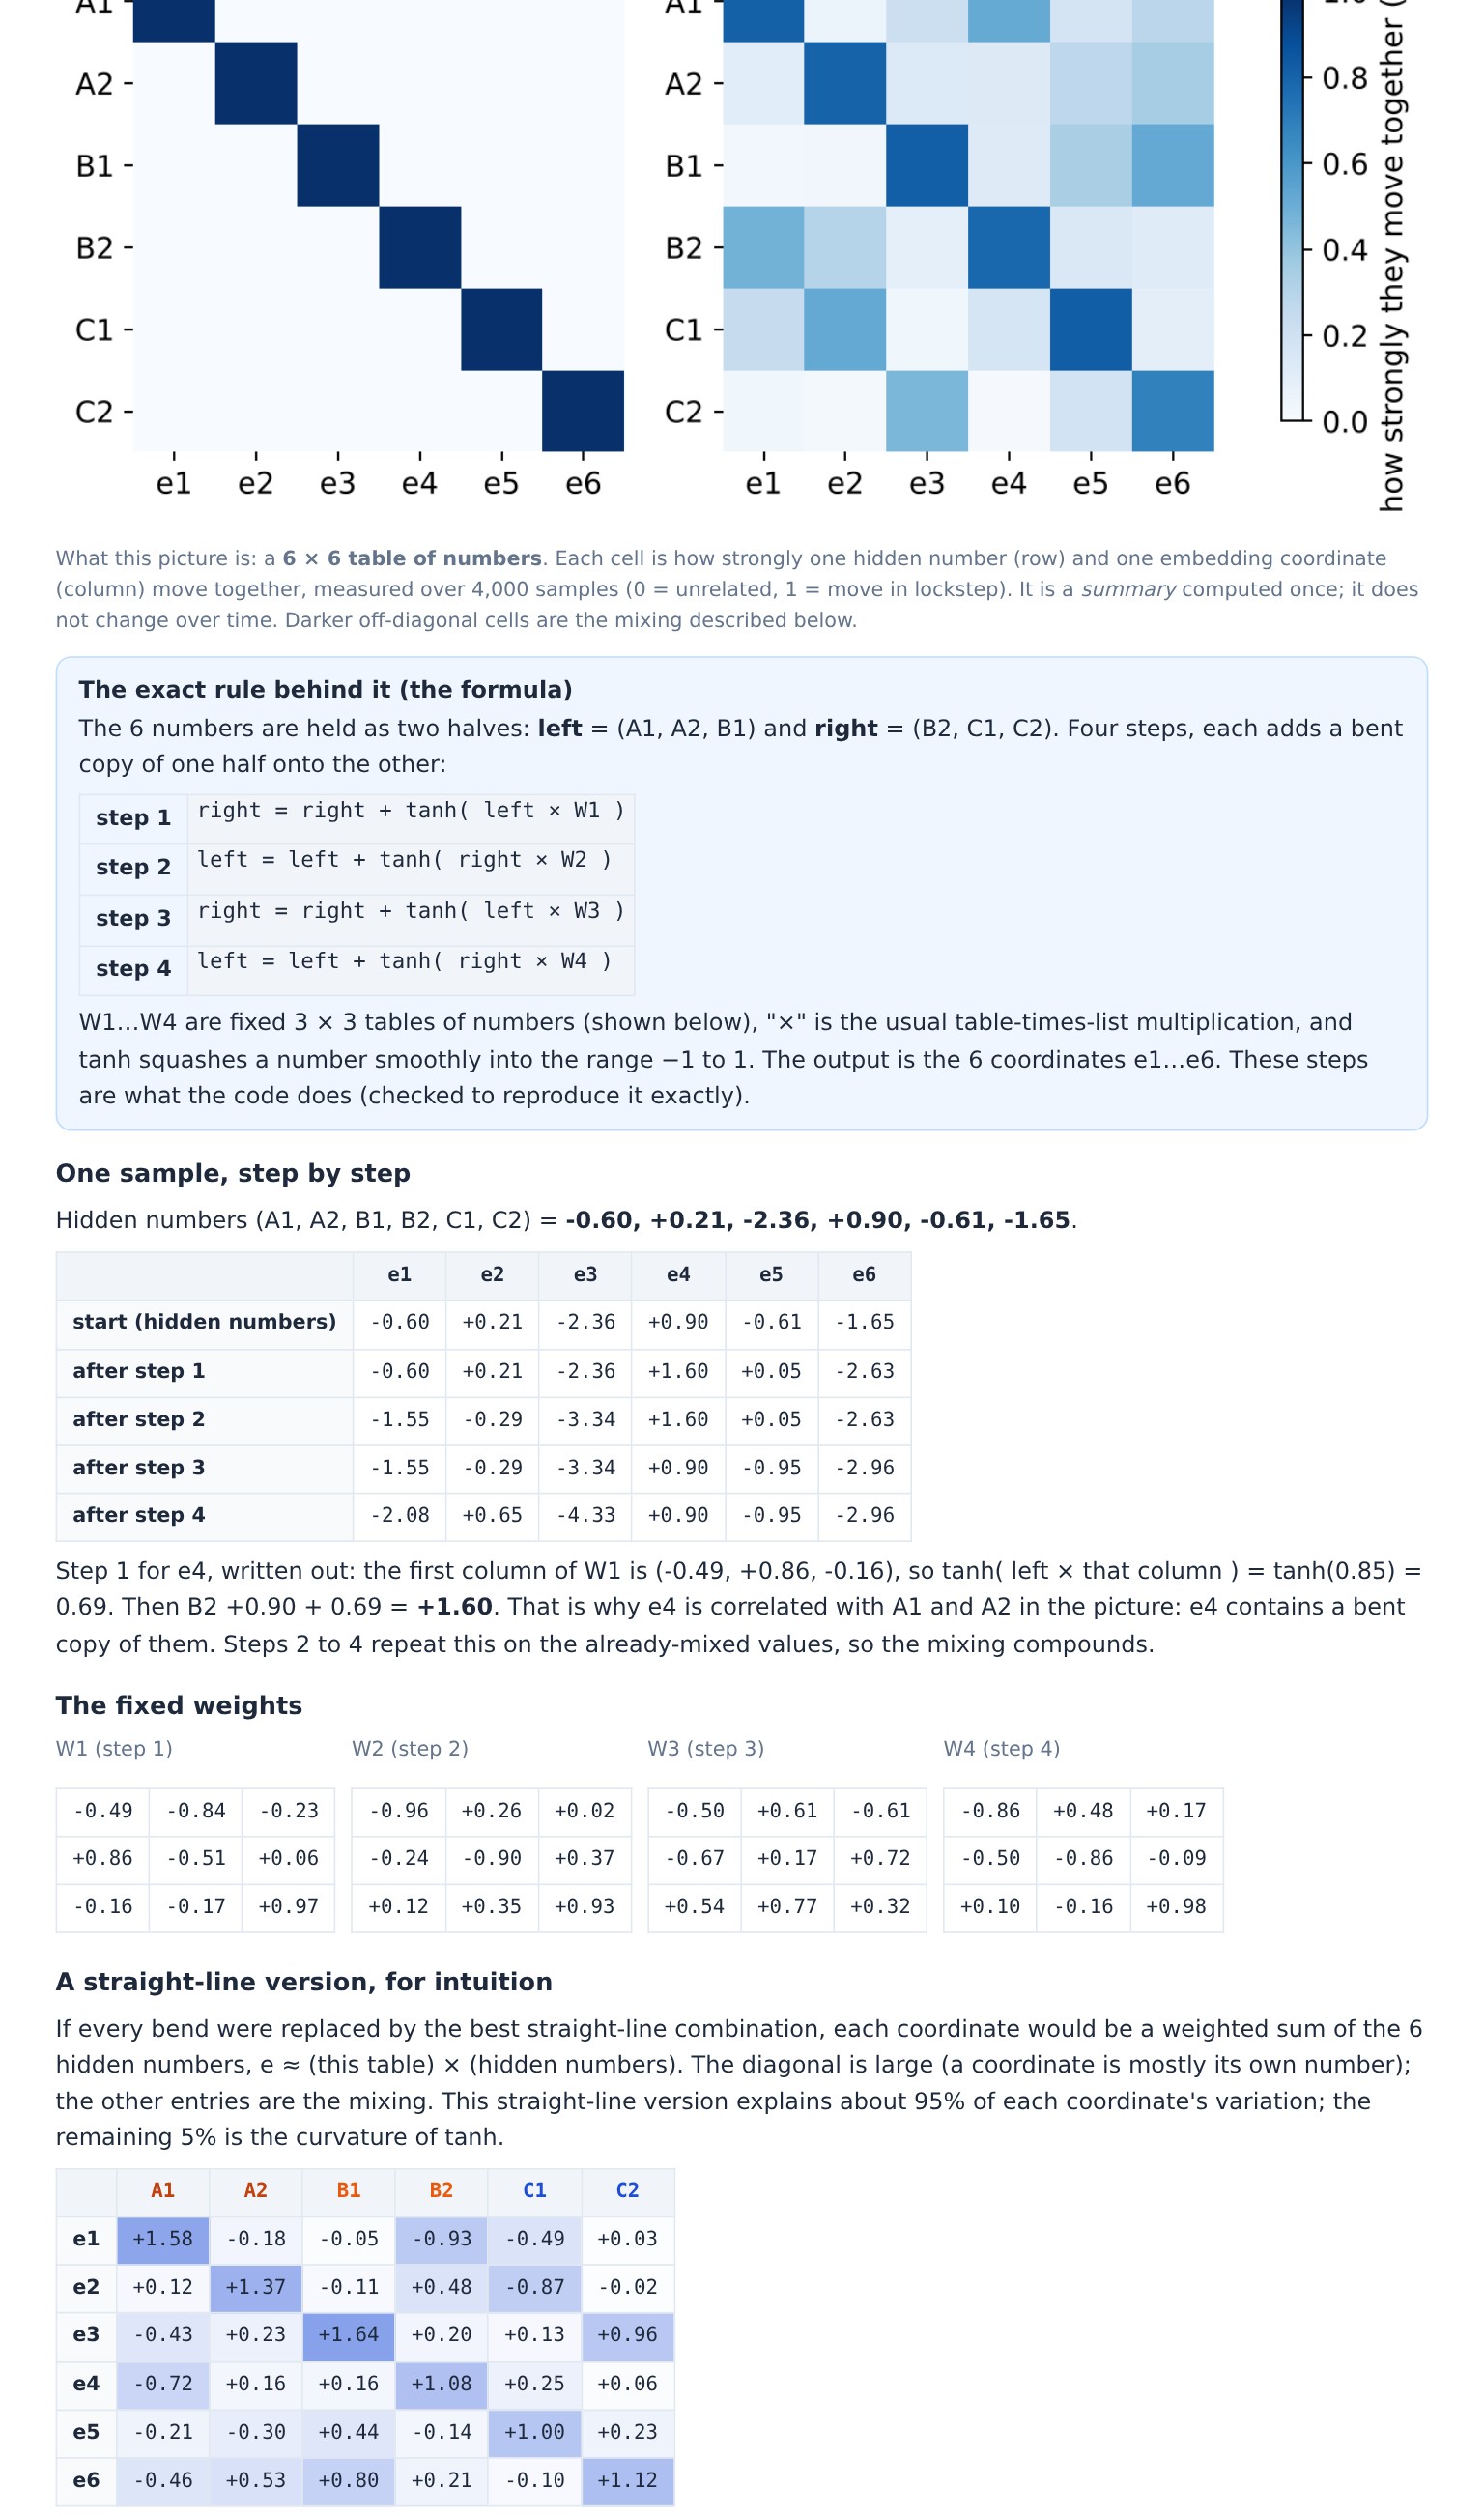 A1 A1 1.0
A2 A2 0.8
B1 B1 0.6
B2 B2 0.4
C1 C1 0.2
C2 C2 0.0
how strongly they move together (
e1 e2 e3 e4 e5 e6 e1 e2 e3 e4 e5 e6
What this picture is: a 6 × 6 table of numbers. Each cell is how strongly one hidden number (row) and one embedding coordinate
(column) move together, measured over 4,000 samples (0 = unrelated, 1 = move in lockstep). It is a summary computed once; it does
not change over time. Darker off-diagonal cells are the mixing described below.
The exact rule behind it (the formula)
The 6 numbers are held as two halves: left = (A1, A2, B1) and right = (B2, C1, C2). Four steps, each adds a bent
copy of one half onto the other:
step 1 right = right + tanh( left × W1 )
step 2 left = left + tanh( right × W2 )
step 3 right = right + tanh( left × W3 )
step 4 left = left + tanh( right × W4 )
W1…W4 are fixed 3 × 3 tables of numbers (shown below), "×" is the usual table-times-list multiplication, and
tanh squashes a number smoothly into the range −1 to 1. The output is the 6 coordinates e1…e6. These steps
are what the code does (checked to reproduce it exactly).
One sample, step by step
Hidden numbers (A1, A2, B1, B2, C1, C2) = -0.60, +0.21, -2.36, +0.90, -0.61, -1.65.
e1 e2 e3 e4 e5 e6
start (hidden numbers) -0.60 +0.21 -2.36 +0.90 -0.61 -1.65
after step 1 -0.60 +0.21 -2.36 +1.60 +0.05 -2.63
after step 2 -1.55 -0.29 -3.34 +1.60 +0.05 -2.63
after step 3 -1.55 -0.29 -3.34 +0.90 -0.95 -2.96
after step 4 -2.08 +0.65 -4.33 +0.90 -0.95 -2.96
Step 1 for e4, written out: the first column of W1 is (-0.49, +0.86, -0.16), so tanh( left × that column ) = tanh(0.85) =
0.69. Then B2 +0.90 + 0.69 = +1.60. That is why e4 is correlated with A1 and A2 in the picture: e4 contains a bent
copy of them. Steps 2 to 4 repeat this on the already-mixed values, so the mixing compounds.
The fixed weights
W1 (step 1) W2 (step 2) W3 (step 3) W4 (step 4)
-0.49 -0.84 -0.23 -0.96 +0.26 +0.02 -0.50 +0.61 -0.61 -0.86 +0.48 +0.17
+0.86 -0.51 +0.06 -0.24 -0.90 +0.37 -0.67 +0.17 +0.72 -0.50 -0.86 -0.09
-0.16 -0.17 +0.97 +0.12 +0.35 +0.93 +0.54 +0.77 +0.32 +0.10 -0.16 +0.98
A straight-line version, for intuition
If every bend were replaced by the best straight-line combination, each coordinate would be a weighted sum of the 6
hidden numbers, e ≈ (this table) × (hidden numbers). The diagonal is large (a coordinate is mostly its own number);
the other entries are the mixing. This straight-line version explains about 95% of each coordinate's variation; the
remaining 5% is the curvature of tanh.
A1 A2 B1 B2 C1 C2
e1 +1.58 -0.18 -0.05 -0.93 -0.49 +0.03
e2 +0.12 +1.37 -0.11 +0.48 -0.87 -0.02
e3 -0.43 +0.23 +1.64 +0.20 +0.13 +0.96
e4 -0.72 +0.16 +0.16 +1.08 +0.25 +0.06
e5 -0.21 -0.30 +0.44 -0.14 +1.00 +0.23
e6 -0.46 +0.53 +0.80 +0.21 -0.10 +1.12